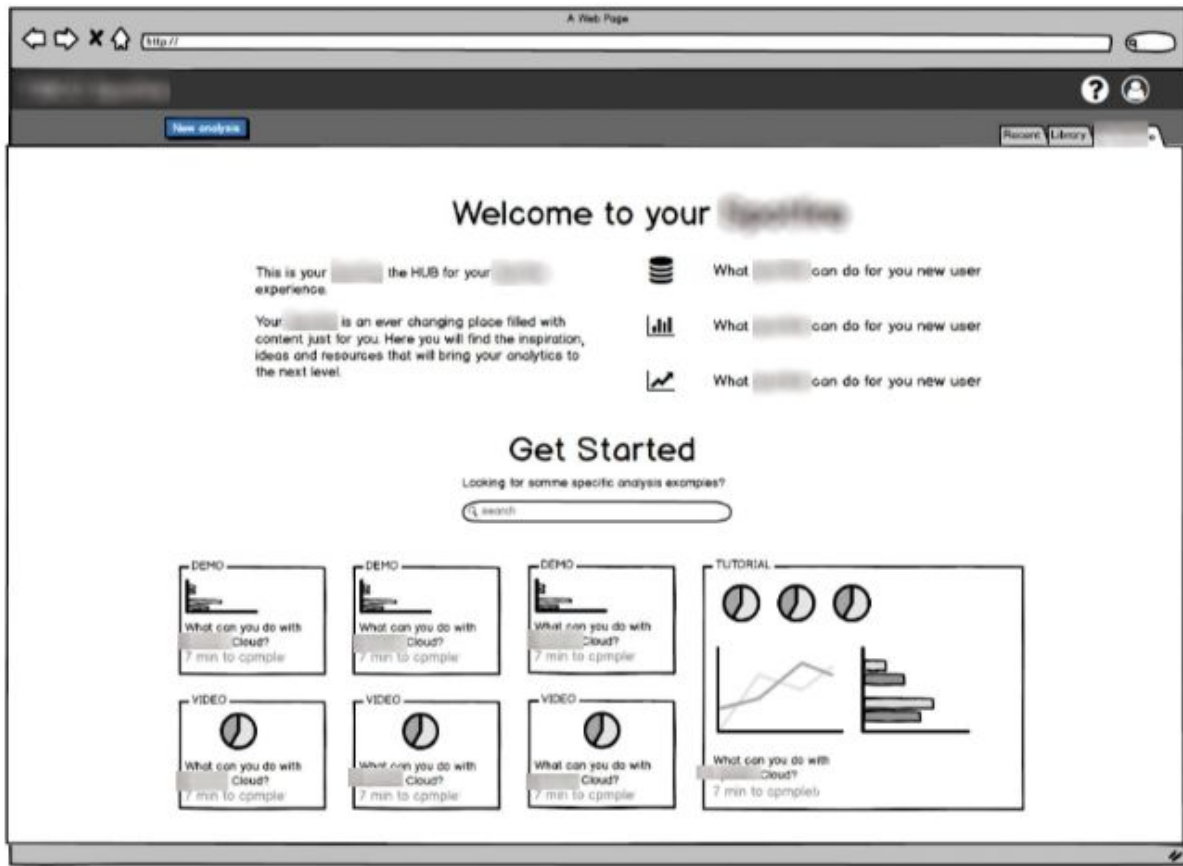 A Web Page
http://
New analysis
Recent Library
Welcome to your
This is your the HUB for your
experience.
Your is an ever changing place filled with
content just for you. Here you will find the inspiration,
ideas and resources that will bring your analytics to
the next level.
What can do for you new user
What can do for you new user
What can do for you new user
Get Started
Looking for somme specific analysis examples?
search
DEMO
What can you do with
Cloud?
7 min to cpmple
DEMO
What can you do with
Cloud?
7 min to cpmple
DEMO
What can you do with
Cloud?
7 min to cpmple
TUTORIAL
What can you do with
Cloud?
7 min to cpmplet
VIDEO
What can you do with
Cloud?
7 min to cpmple
VIDEO
What can you do with
Cloud?
7 min to cpmple
VIDEO
What can you do with
Cloud?
7 min to cpmple